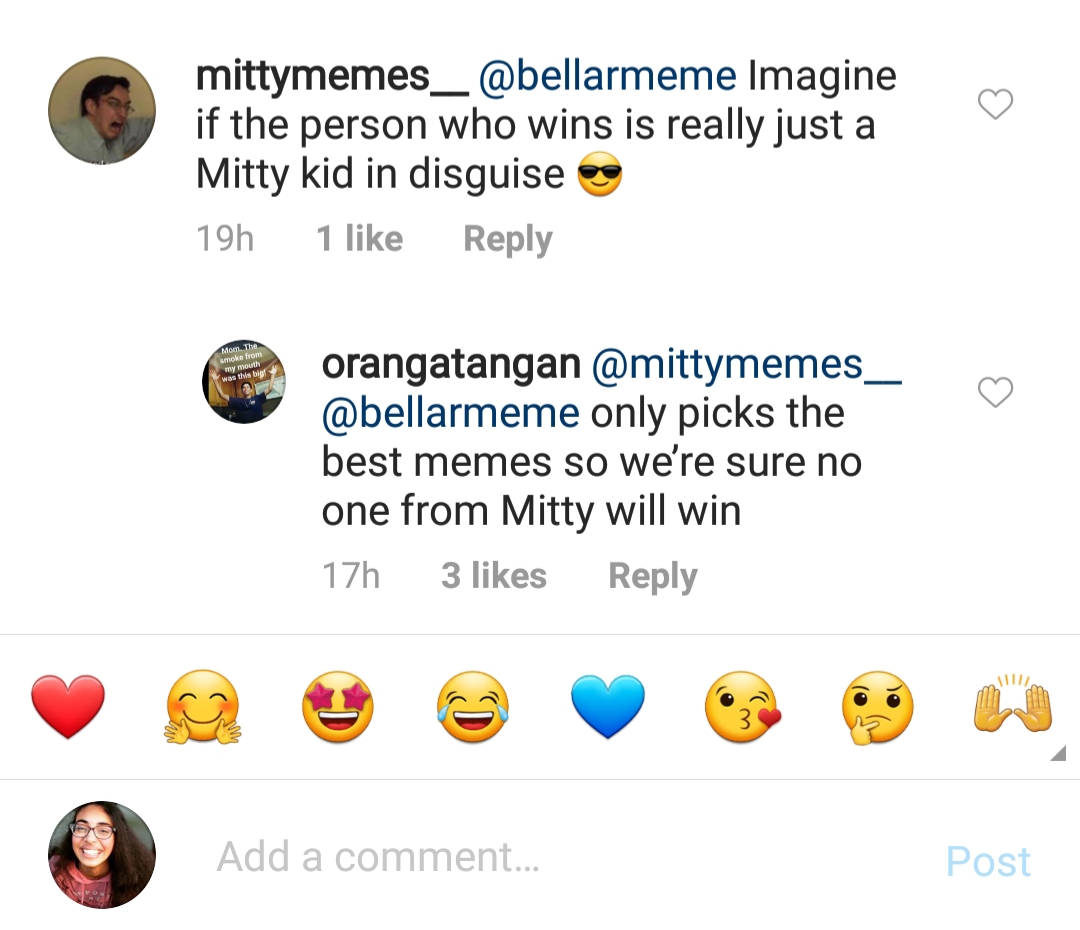 mittymemes__ @bellarmeme Imagine
if the person who wins is really just a
Mitty kid in disguise 😎
19h 1 like Reply
Mom. The
smoke from
my mouth
was this big!
orangatangan @mittymemes__
@bellarmeme only picks the
best memes so we're sure no
one from Mitty will win
17h 3 likes Reply
Add a comment... Post